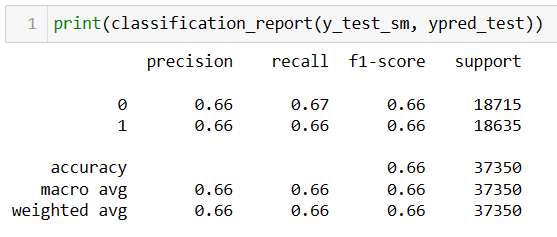 1 print(classification_report(y_test_sm, ypred_test))
precision recall f1-score support
0 0.66 0.67 0.66 18715
1 0.66 0.66 0.66 18635
accuracy 0.66 37350
macro avg 0.66 0.66 0.66 37350
weighted avg 0.66 0.66 0.66 37350